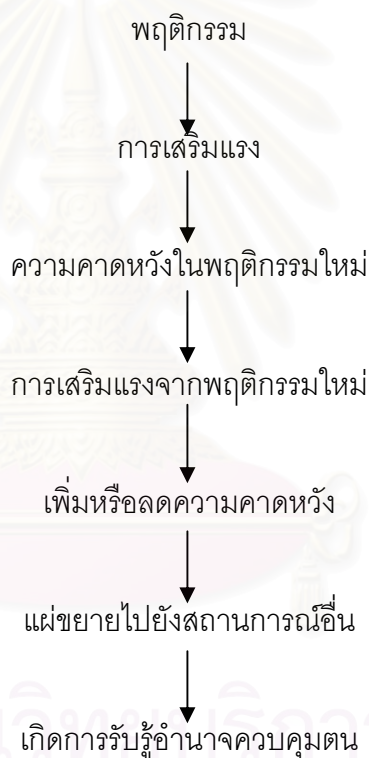 พฤติกรรม
การเสริมแรง
ความคาดหวังในพฤติกรรมใหม่
การเสริมแรงจากพฤติกรรมใหม่
เพิ่มหรือลดความคาดหวัง
แผ่ขยายไปยังสถานการณ์อื่น
เกิดการรับรู้อำนาจควบคุมตน